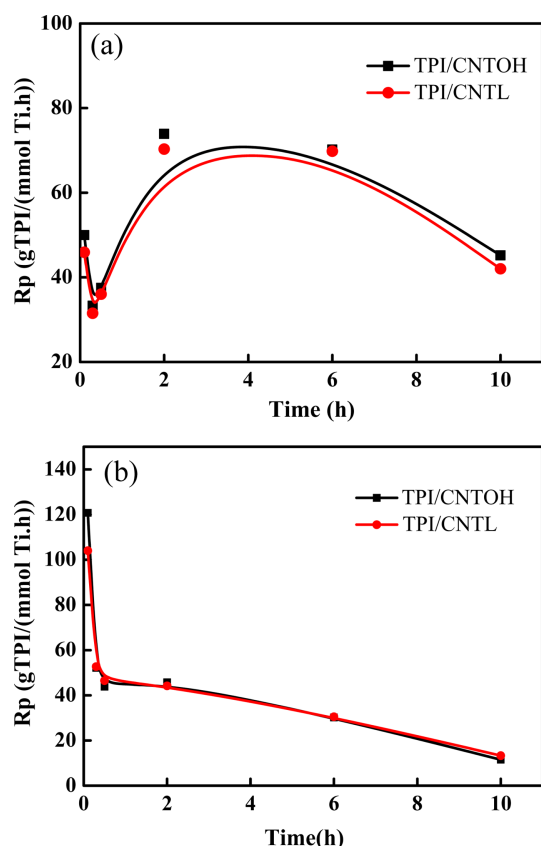 (a)
TPI/CNTOH
TPI/CNTL
Rp (gTPI/(mmol Ti.h))
100
80
60
40
20
0 2 4 6 8 10
Time (h)
(b)
TPI/CNTOH
TPI/CNTL
Rp (gTPI/(mmol Ti.h))
140
120
100
80
60
40
20
0
0 2 4 6 8 10
Time(h)